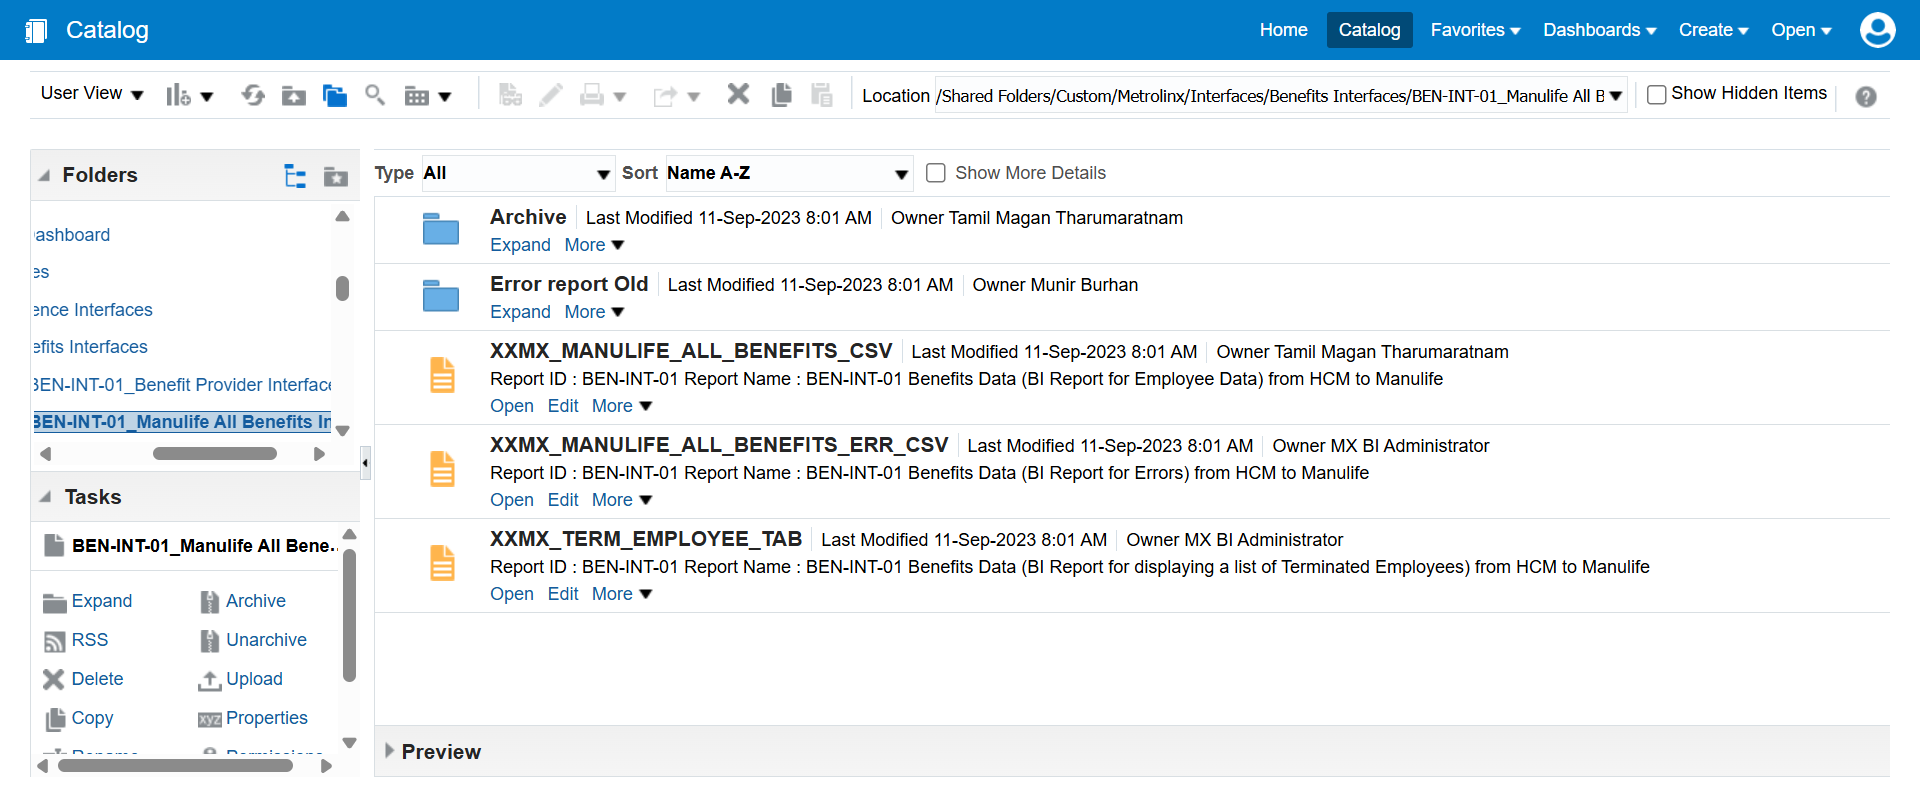 Catalog
Home Catalog Favorites Dashboards Create Open
User View
Location /Shared Folders/Custom/Metrolinx/Interfaces/Benefits Interfaces/BEN-INT-01_Manulife All B
Show Hidden Items
Folders
ashboard
es
ence Interfaces
efits Interfaces
BEN-INT-01_Benefit Provider Interface
BEN-INT-01_Manulife All Benefits In
Tasks
BEN-INT-01_Manulife All Bene..
Expand Archive
RSS Unarchive
Delete Upload
Copy xyz Properties
Rename Permissions
Type All Sort Name A-Z Show More Details
Archive Last Modified 11-Sep-2023 8:01 AM Owner Tamil Magan Tharumaratnam
Expand More
Error report Old Last Modified 11-Sep-2023 8:01 AM Owner Munir Burhan
Expand More
XXMX_MANULIFE_ALL_BENEFITS_CSV Last Modified 11-Sep-2023 8:01 AM Owner Tamil Magan Tharumaratnam
Report ID : BEN-INT-01 Report Name : BEN-INT-01 Benefits Data (BI Report for Employee Data) from HCM to Manulife
Open Edit More
XXMX_MANULIFE_ALL_BENEFITS_ERR_CSV Last Modified 11-Sep-2023 8:01 AM Owner MX BI Administrator
Report ID : BEN-INT-01 Report Name : BEN-INT-01 Benefits Data (BI Report for Errors) from HCM to Manulife
Open Edit More
XXMX_TERM_EMPLOYEE_TAB Last Modified 11-Sep-2023 8:01 AM Owner MX BI Administrator
Report ID : BEN-INT-01 Report Name : BEN-INT-01 Benefits Data (BI Report for displaying a list of Terminated Employees) from HCM to Manulife
Open Edit More
Preview